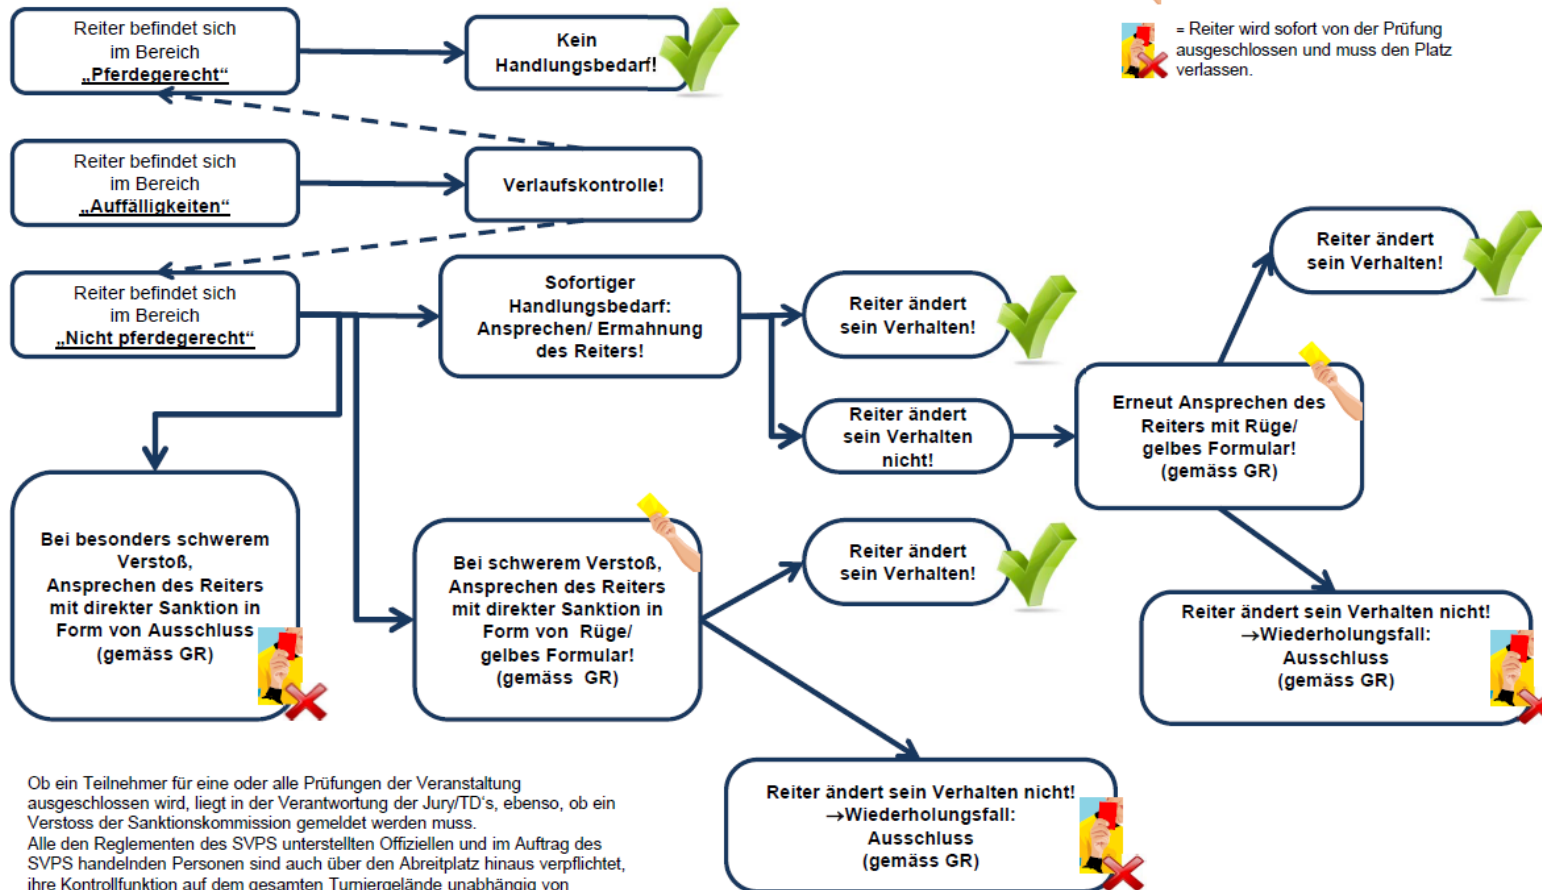 Reiter befindet sich
im Bereich
„Pferdegerecht“
Kein
Handlungsbedarf!
= Reiter wird sofort von der Prüfung
ausgeschlossen und muss den Platz
verlassen.
Reiter befindet sich
im Bereich
„Auffälligkeiten“
Verlaufskontrolle!
Reiter befindet sich
im Bereich
„Nicht pferdegerecht“
Sofortiger
Handlungsbedarf:
Ansprechen/ Ermahnung
des Reiters!
Reiter ändert
sein Verhalten!
Reiter ändert
sein Verhalten!
Reiter ändert
sein Verhalten
nicht!
Erneut Ansprechen des
Reiters mit Rüge/
gelbes Formular!
(gemäss GR)
Bei besonders schwerem
Verstoß,
Ansprechen des Reiters
mit direkter Sanktion in
Form von Ausschluss
(gemäss GR)
Bei schwerem Verstoß,
Ansprechen des Reiters
mit direkter Sanktion in
Form von Rüge/
gelbes Formular!
(gemäss GR)
Reiter ändert
sein Verhalten!
Reiter ändert sein Verhalten nicht!
→Wiederholungsfall:
Ausschluss
(gemäss GR)
Reiter ändert sein Verhalten nicht!
→Wiederholungsfall:
Ausschluss
(gemäss GR)
Ob ein Teilnehmer für eine oder alle Prüfungen der Veranstaltung
ausgeschlossen wird, liegt in der Verantwortung der Jury/TD‘s, ebenso, ob ein
Verstoss der Sanktionskommission gemeldet werden muss.
Alle den Reglementen des SVPS unterstellten Offiziellen und im Auftrag des
SVPS handelnden Personen sind auch über den Abreitplatz hinaus verpflichtet,
ihre Kontrollfunktion auf dem gesamten Turniergelände unabhängig von